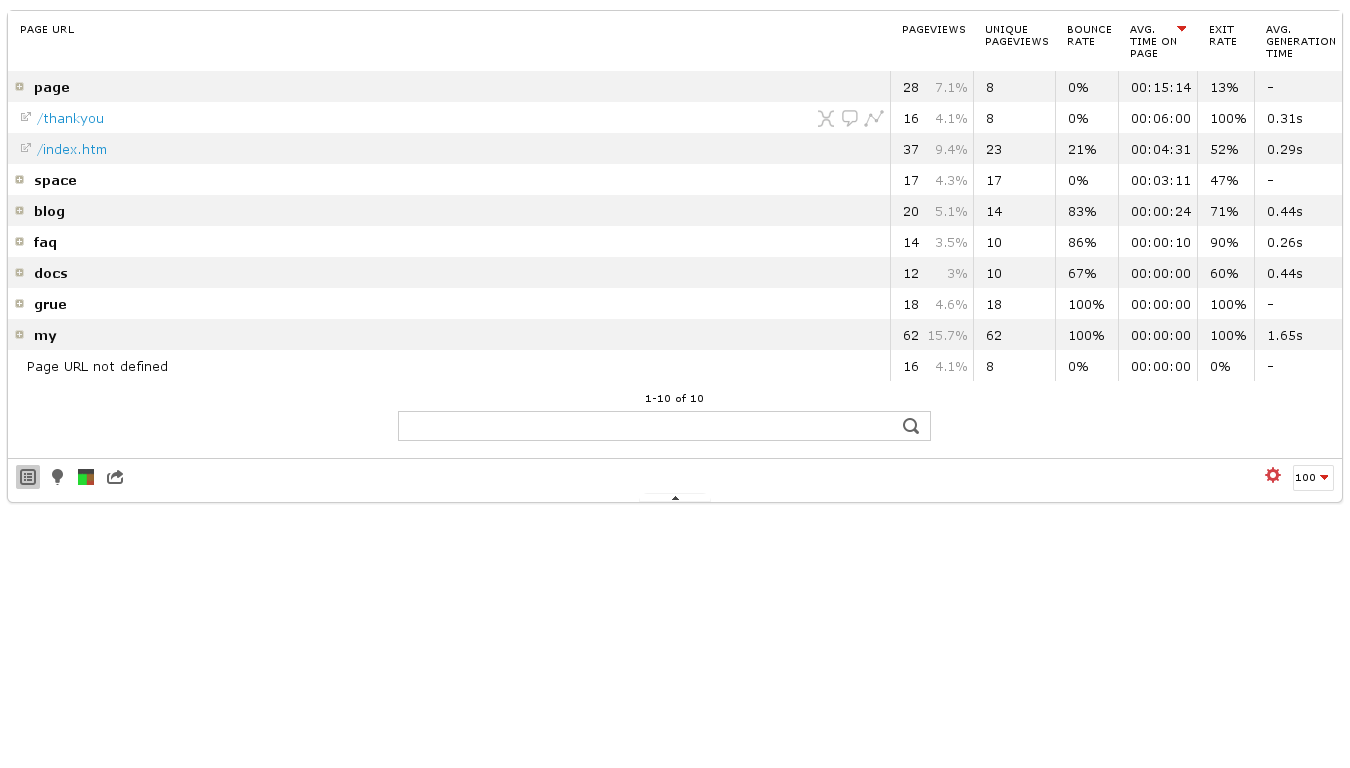 PAGE URL PAGEVIEWS UNIQUE PAGEVIEWS BOUNCE RATE AVG. TIME ON PAGE EXIT RATE AVG. GENERATION TIME
page 28 7.1% 8 0% 00:15:14 13% -
/thankyou 16 4.1% 8 0% 00:06:00 100% 0.31s
/index.htm 37 9.4% 23 21% 00:04:31 52% 0.29s
space 17 4.3% 17 0% 00:03:11 47% -
blog 20 5.1% 14 83% 00:00:24 71% 0.44s
faq 14 3.5% 10 86% 00:00:10 90% 0.26s
docs 12 3% 10 67% 00:00:00 60% 0.44s
grue 18 4.6% 18 100% 00:00:00 100% -
my 62 15.7% 62 100% 00:00:00 100% 1.65s
Page URL not defined 16 4.1% 8 0% 00:00:00 0% -
1-10 of 10
100